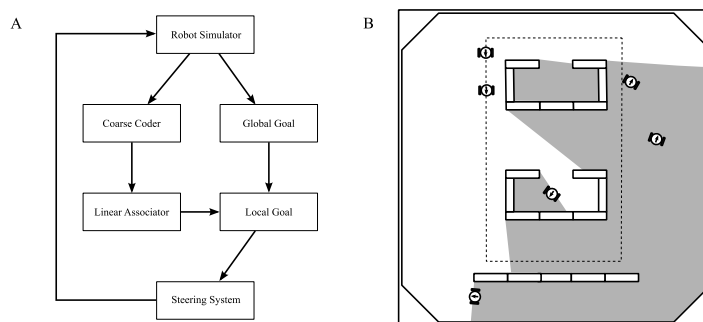 A
B
Robot Simulator
Coarse Coder
Global Goal
Linear Associator
Local Goal
Steering System